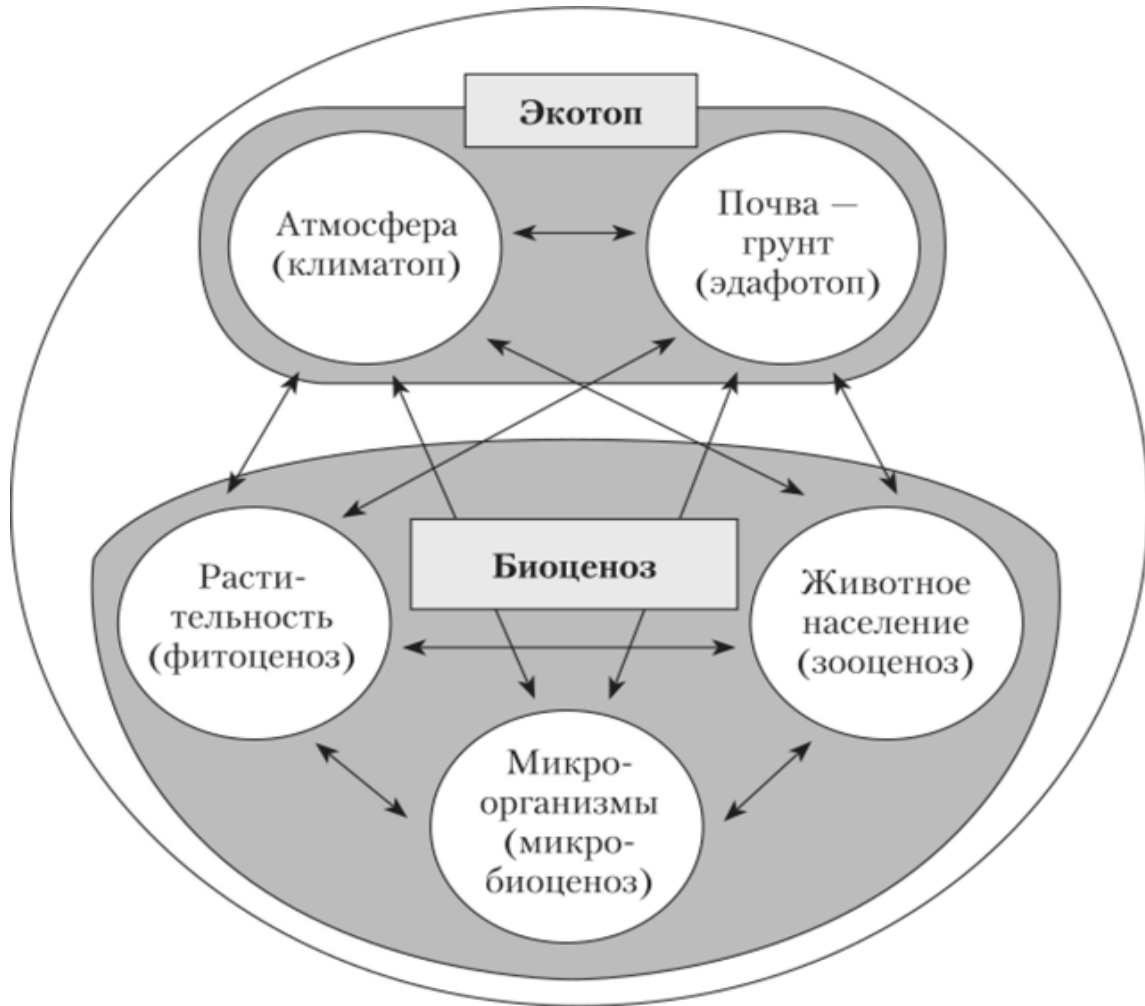 Экотоп
Атмосфера
(климатоп)
Почва —
грунт
(эдафотоп)
Биоценоз
Расти-
тельность
(фитоценоз)
Животное
население
(зооценоз)
Микро-
организмы
(микро-
биоценоз)